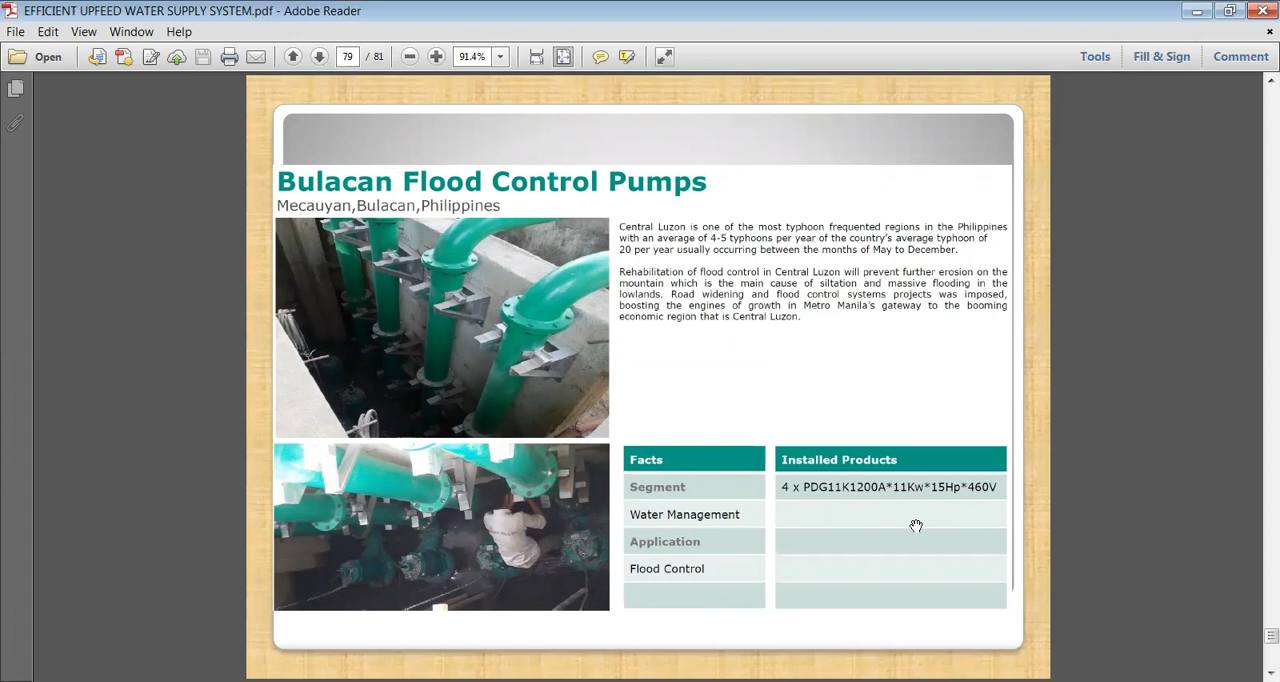 EFFICIENT UPFEED WATER SUPPLY SYSTEM.pdf - Adobe Reader
File Edit View Window Help
Open 79 / 81 91.4% Tools Fill & Sign Comment
Bulacan Flood Control Pumps
Mecauyan,Bulacan,Philippines
Central Luzon is one of the most typhoon frequented regions in the Philippines
with an average of 4-5 typhoons per year of the country's average typhoon of
20 per year usually occurring between the months of May to December.
Rehabilitation of flood control in Central Luzon will prevent further erosion on the
mountain which is the main cause of siltation and massive flooding in the
lowlands. Road widening and flood control systems projects was imposed,
boosting the engines of growth in Metro Manila's gateway to the booming
economic region that is Central Luzon.
Facts Installed Products
Segment 4 x PDG11K1200A*11Kw*15Hp*460V
Water Management
Application
Flood Control